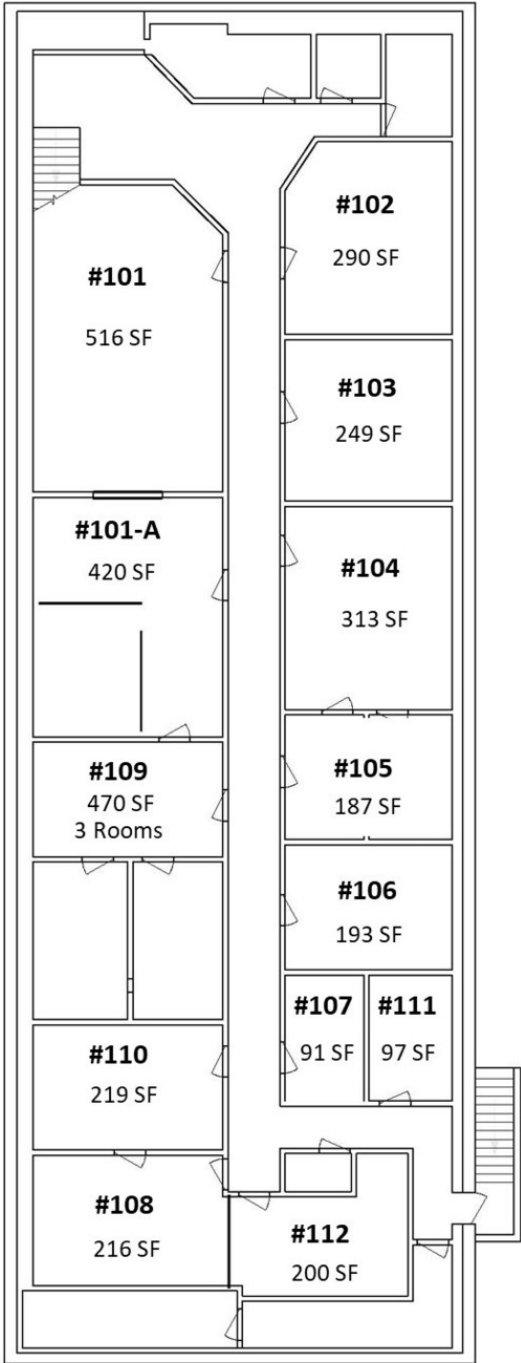 #102
290 SF
#101
516 SF
#103
249 SF
#101-A
420 SF
#104
313 SF
#109
470 SF
3 Rooms
#105
187 SF
#106
193 SF
#107
91 SF
#111
97 SF
#110
219 SF
#108
216 SF
#112
200 SF